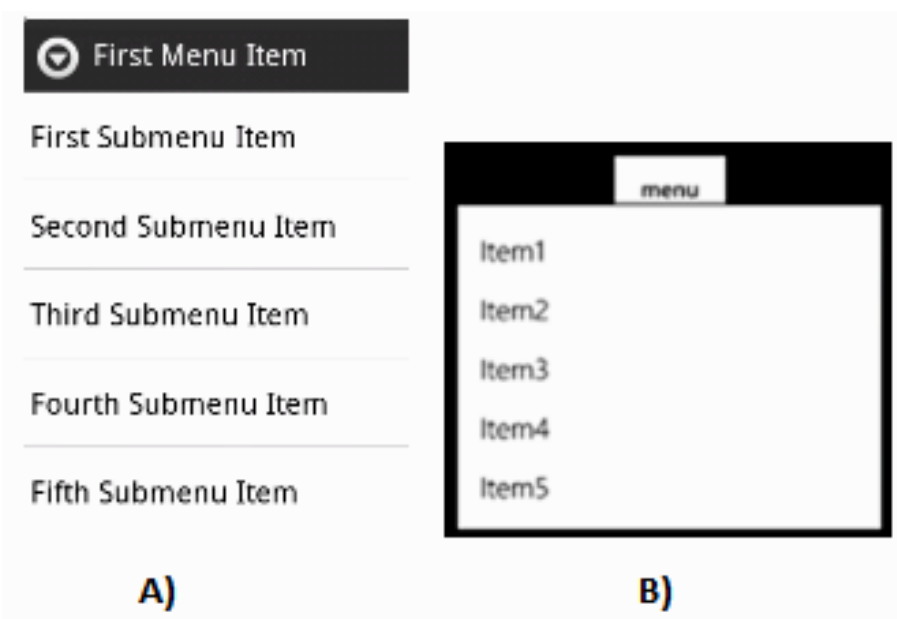 First Menu Item
First Submenu Item
Second Submenu Item
Third Submenu Item
Fourth Submenu Item
Fifth Submenu Item
A)
menu
Item1
Item2
Item3
Item4
Item5
B)